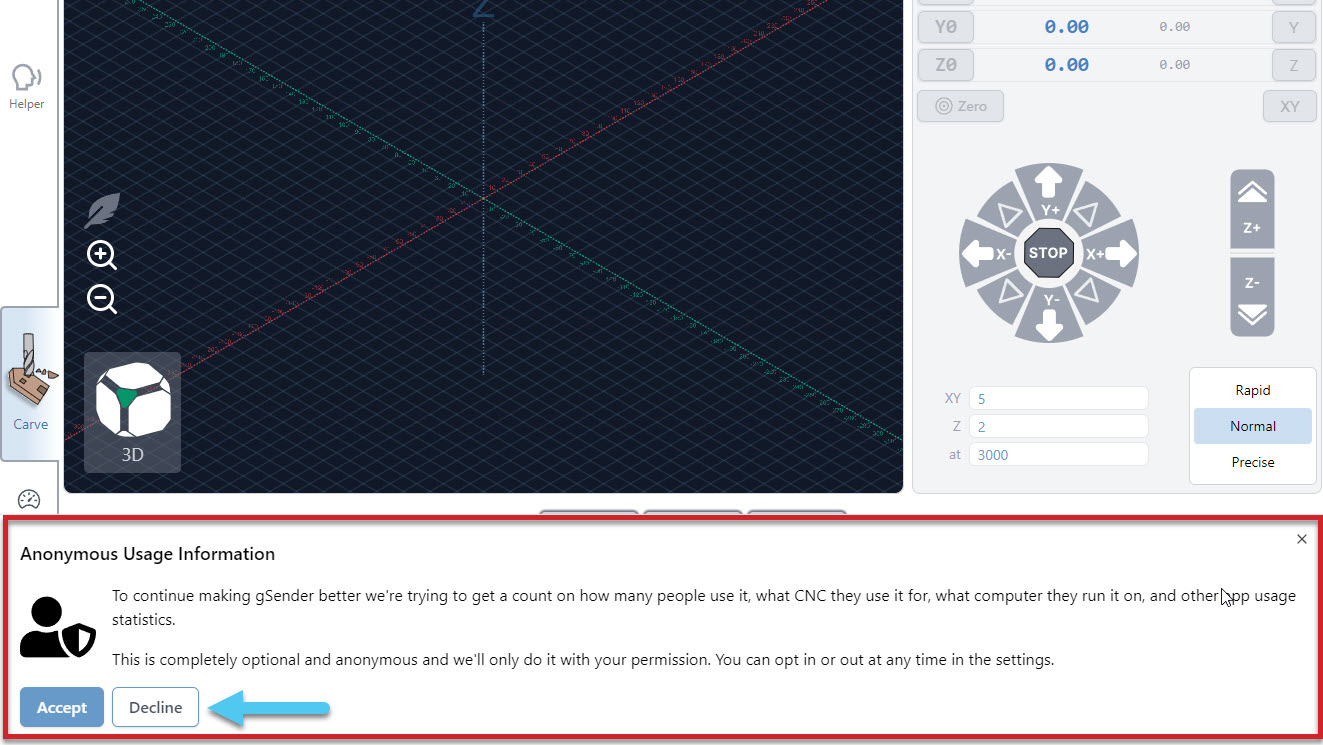 Z
Y0 0.00 0.00 Y
Z0 0.00 0.00 Z
Zero XY
Helper
Y+
X- STOP X+
Y-
Z+
Z-
3D
Carve
XY 5
Z 2
at 3000
Rapid
Normal
Precise
Anonymous Usage Information
To continue making gSender better we're trying to get a count on how many people use it, what CNC they use it for, what computer they run it on, and other app usage
statistics.
This is completely optional and anonymous and we'll only do it with your permission. You can opt in or out at any time in the settings.
Accept Decline